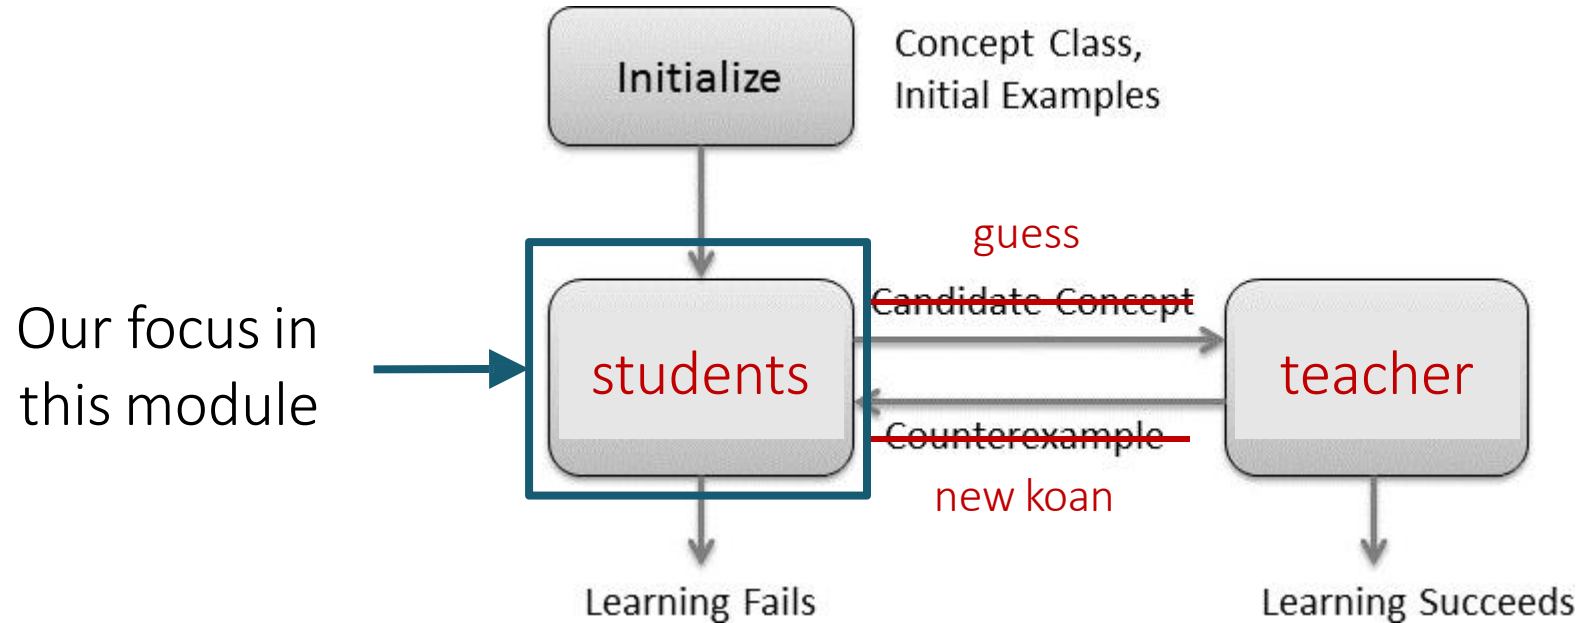 Initialize
Concept Class,
Initial Examples
guess
Candidate Concept
Our focus in
this module
students
teacher
Counterexample
new koan
Learning Fails
Learning Succeeds